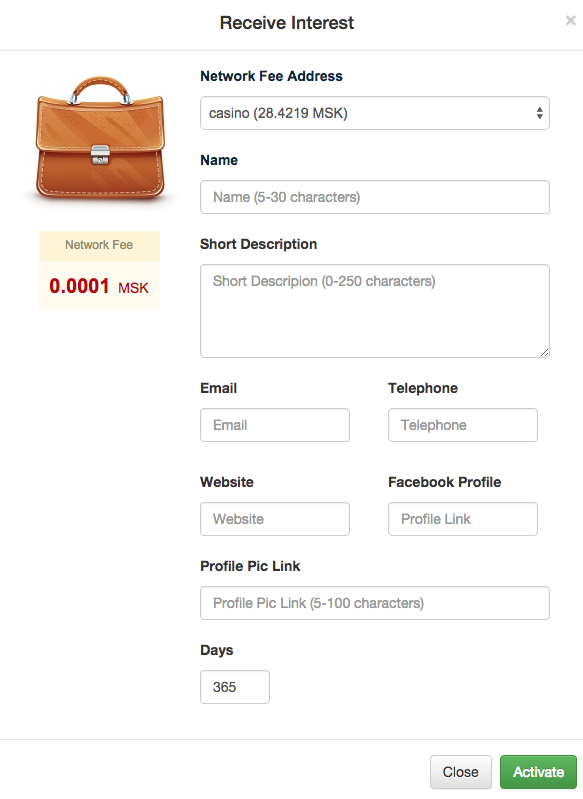 Receive Interest ×
Network Fee Address
casino (28.4219 MSK)
Name
Name (5-30 characters)
Network Fee
0.0001 MSK
Short Description
Short Descripion (0-250 characters)
Email Telephone
Email Telephone
Website Facebook Profile
Website Profile Link
Profile Pic Link
Profile Pic Link (5-100 characters)
Days
365
Close Activate